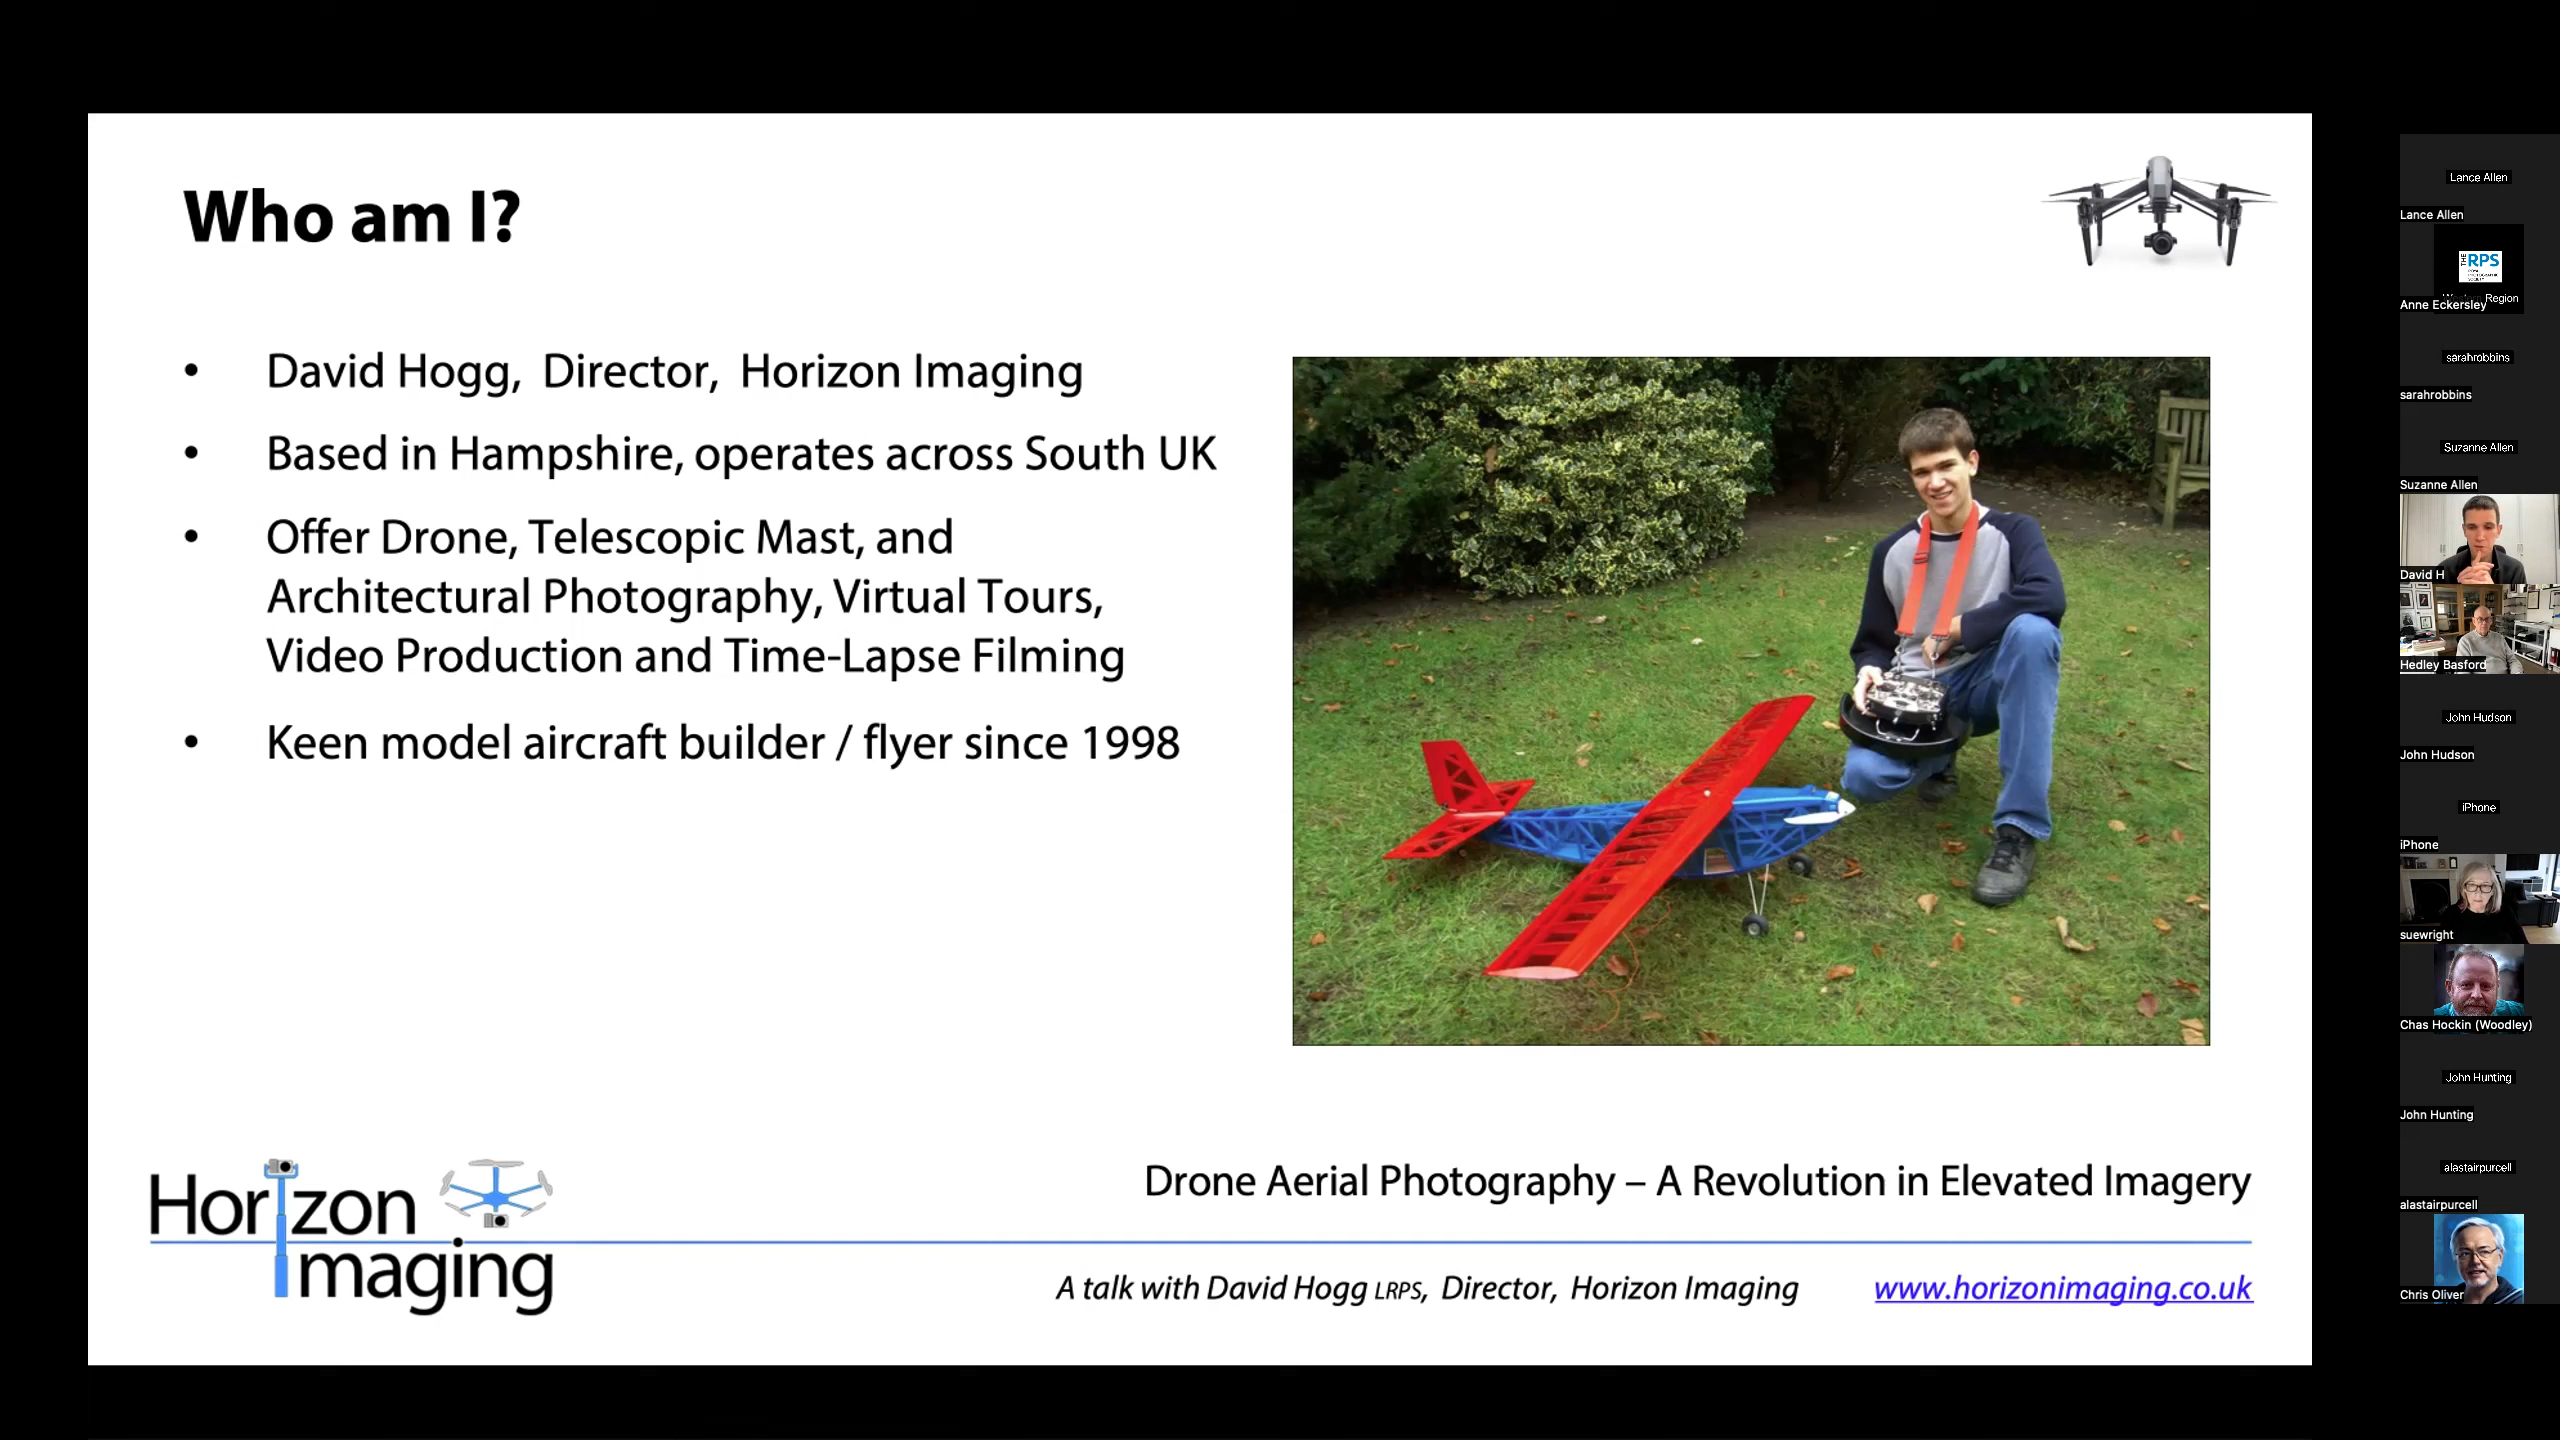 Who am I?
• David Hogg, Director, Horizon Imaging
• Based in Hampshire, operates across South UK
• Offer Drone, Telescopic Mast, and
Architectural Photography, Virtual Tours,
Video Production and Time-Lapse Filming
• Keen model aircraft builder / flyer since 1998
Horizon
Imaging
Drone Aerial Photography – A Revolution in Elevated Imagery
A talk with David Hogg LRPS, Director, Horizon Imaging
www.horizonimaging.co.uk
Lance Allen
Lance Allen
THE RPS
Region
Anne Eckersley
sarahrobbins
sarahrobbins
Suzanne Allen
Suzanne Allen
David H
Hedley Basford
John Hudson
John Hudson
iPhone
iPhone
suewright
Chas Hockin (Woodley)
John Hunting
John Hunting
alastairpurcell
alastairpurcell
Chris Oliver